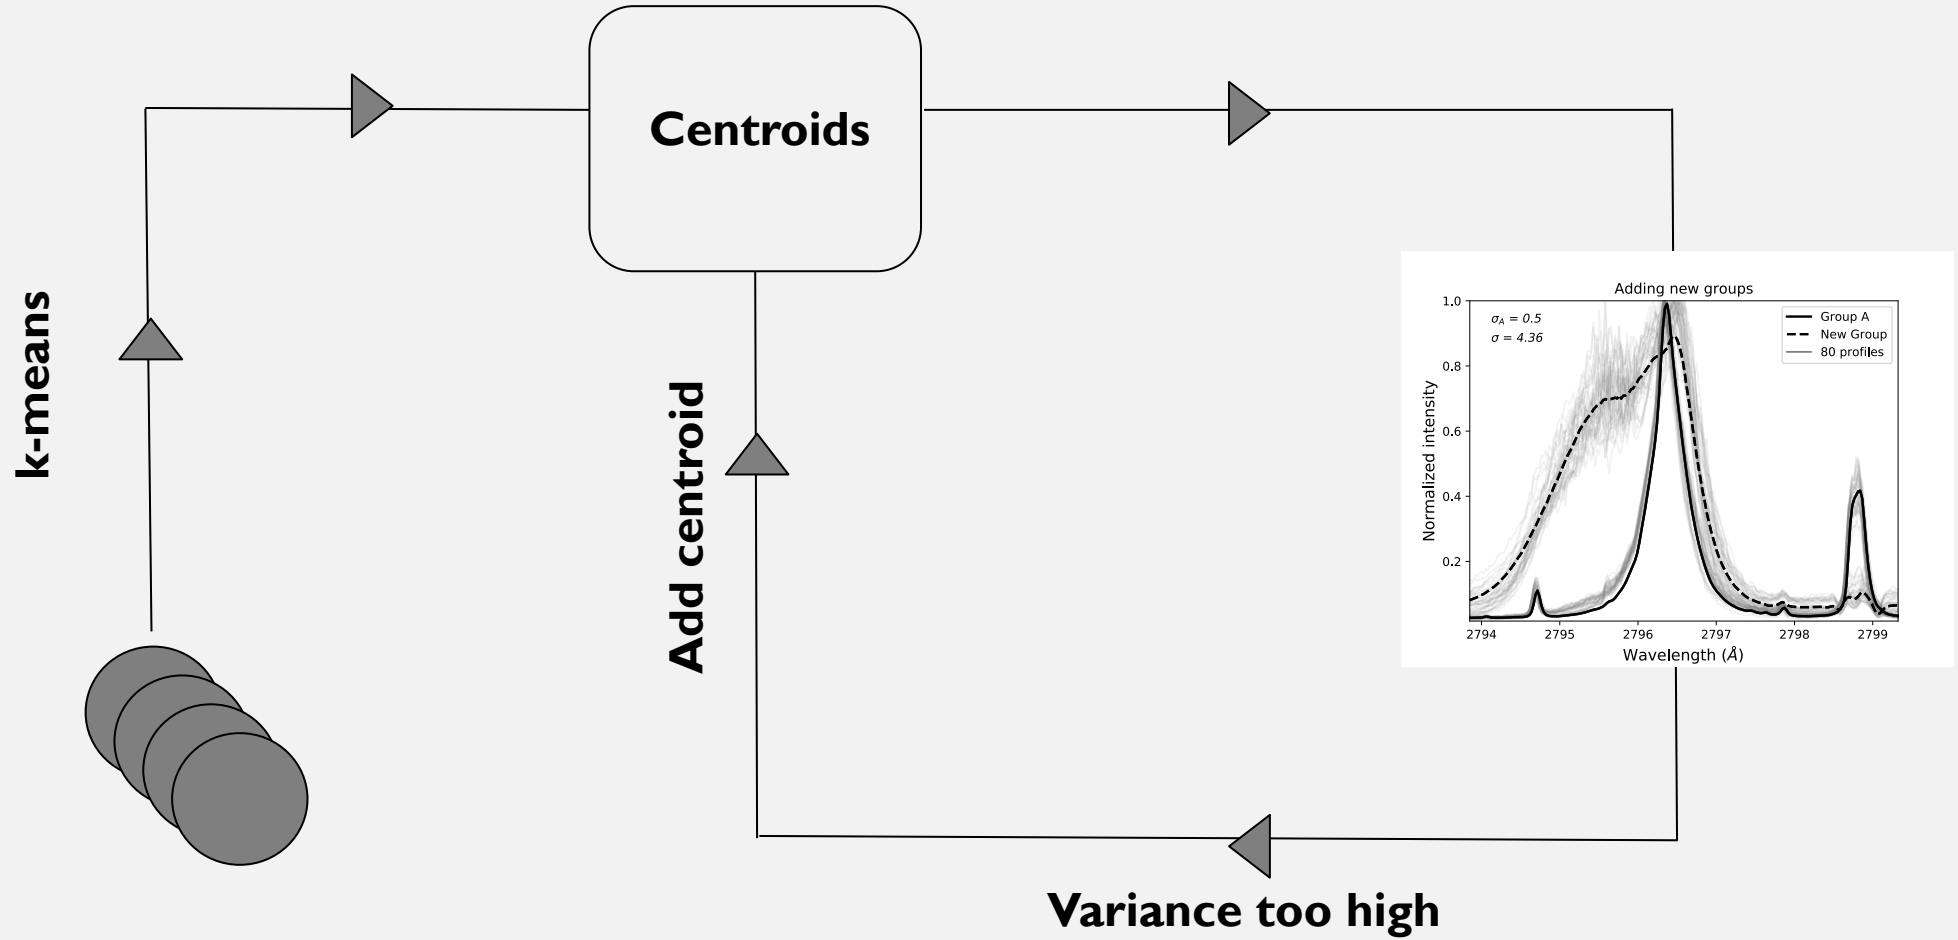 Centroids
k-means
Add centroid
Variance too high
Adding new groups
σ_A = 0.5
σ = 4.36
Group A
New Group
80 profiles
Normalized intensity
1.0
0.8
0.6
0.4
0.2
2794 2795 2796 2797 2798 2799
Wavelength (Å)